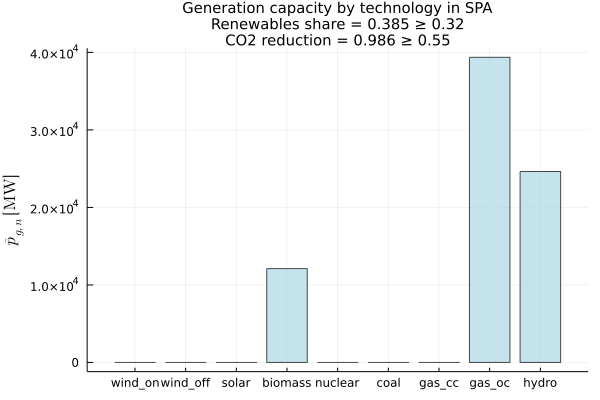 Generation capacity by technology in SPA
Renewables share = 0.385 ≥ 0.32
CO2 reduction = 0.986 ≥ 0.55
4.0×10⁴
3.0×10⁴
2.0×10⁴
1.0×10⁴
0
p̄_{g,n} [MW]
wind_on wind_off solar biomass nuclear coal gas_cc gas_oc hydro